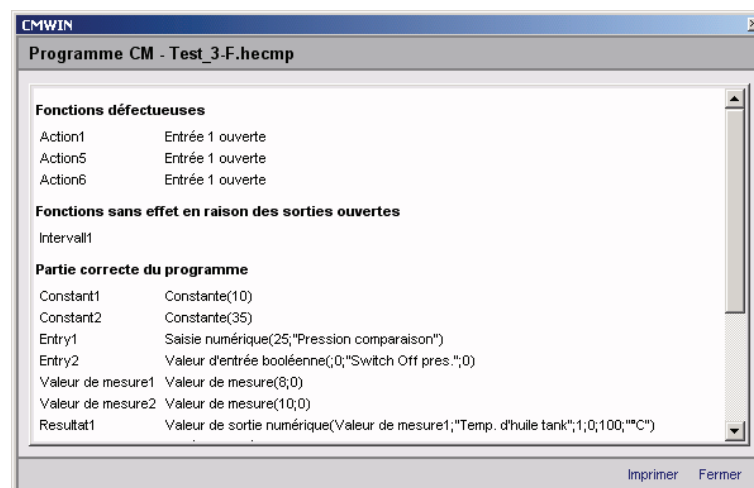 CMWIN
Programme CM - Test_3-F.hecmp
Fonctions défectueuses
Action1 Entrée 1 ouverte
Action5 Entrée 1 ouverte
Action6 Entrée 1 ouverte
Fonctions sans effet en raison des sorties ouvertes
Intervall1
Partie correcte du programme
Constant1 Constante(10)
Constant2 Constante(35)
Entry1 Saisie numérique(25;"Pression comparaison")
Entry2 Valeur d'entrée booléenne(;0;"Switch Off pres.";0)
Valeur de mesure1 Valeur de mesure(8;0)
Valeur de mesure2 Valeur de mesure(10;0)
Resultat1 Valeur de sortie numérique(Valeur de mesure1;"Temp. d'huile tank";1;0;100;"°C")
Imprimer Fermer